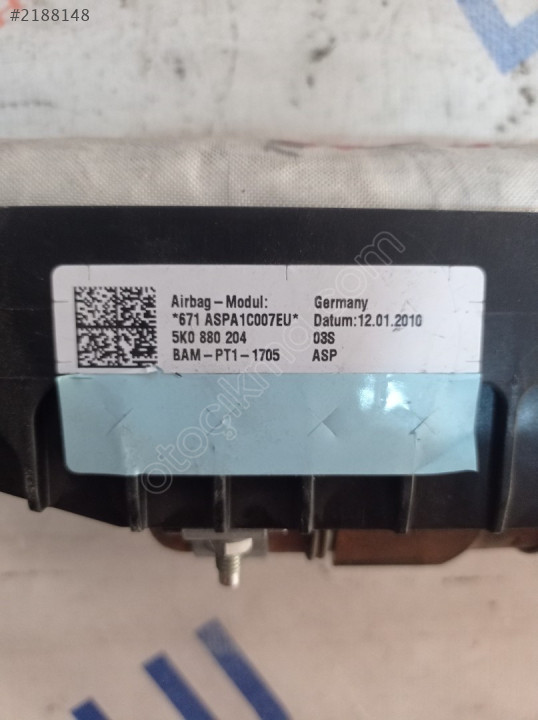 #2188148
Airbag-Modul: Germany
*671 ASPA1C007EU* Datum:12.01.2010
5K0 880 204 03S
BAM-PT1-1705 ASP
otoçıkmacom.com